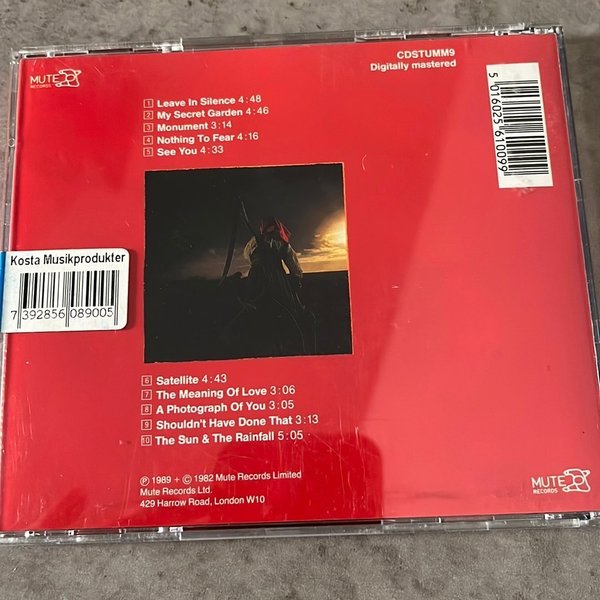 MUTE
RECORDS
CDSTUMM9
Digitally mastered
1 Leave In Silence 4:48
2 My Secret Garden 4:46
3 Monument 3:14
4 Nothing To Fear 4:16
5 See You 4:33
5 016025 610099
Kosta Musikprodukter
7 392856 089005
6 Satellite 4:43
7 The Meaning Of Love 3:06
8 A Photograph Of You 3:05
9 Shouldn't Have Done That 3:13
10 The Sun & The Rainfall 5:05
℗ 1989 + © 1982 Mute Records Limited
Mute Records Ltd.
429 Harrow Road, London W10
MUTE
RECORDS